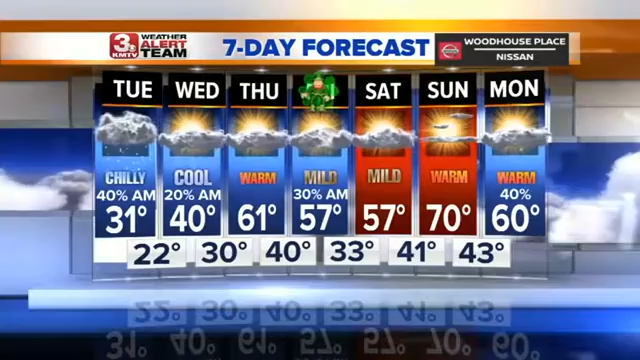 3 WEATHER
ALERT
KMTV TEAM
7-DAY FORECAST
NISSAN
WOODHOUSE PLACE
NISSAN
TUE WED THU SAT SUN MON
CHILLY COOL WARM MILD MILD WARM WARM
40% AM 20% AM 30% AM 40%
31° 40° 61° 57° 57° 70° 60°
22° 30° 40° 33° 41° 43°